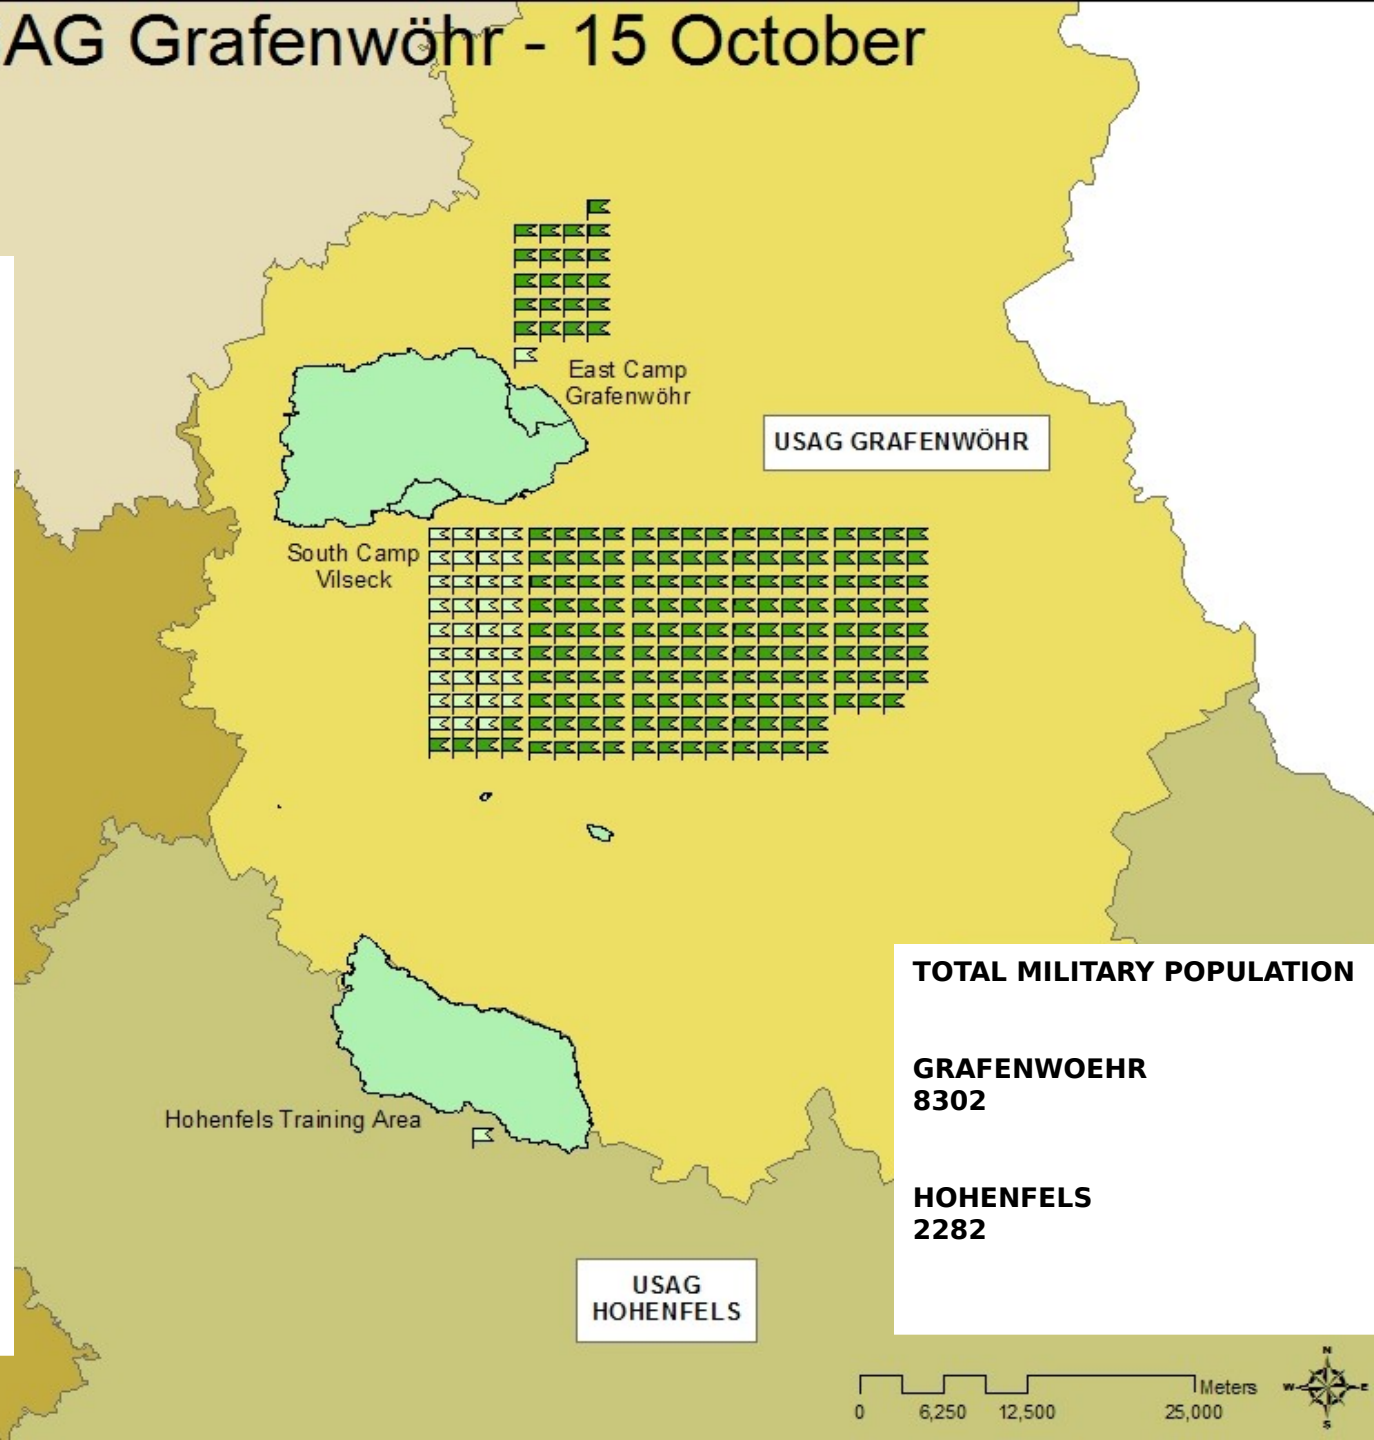 AG Grafenwöhr - 15 October
East Camp
Grafenwöhr
USAG GRAFENWÖHR
South Camp
Vilseck
TOTAL MILITARY POPULATION
GRAFENWOEHR
8302
Hohenfels Training Area
HOHENFELS
2282
USAG
HOHENFELS
N
W
E
S
Meters
0
6,250
12,500
25,000